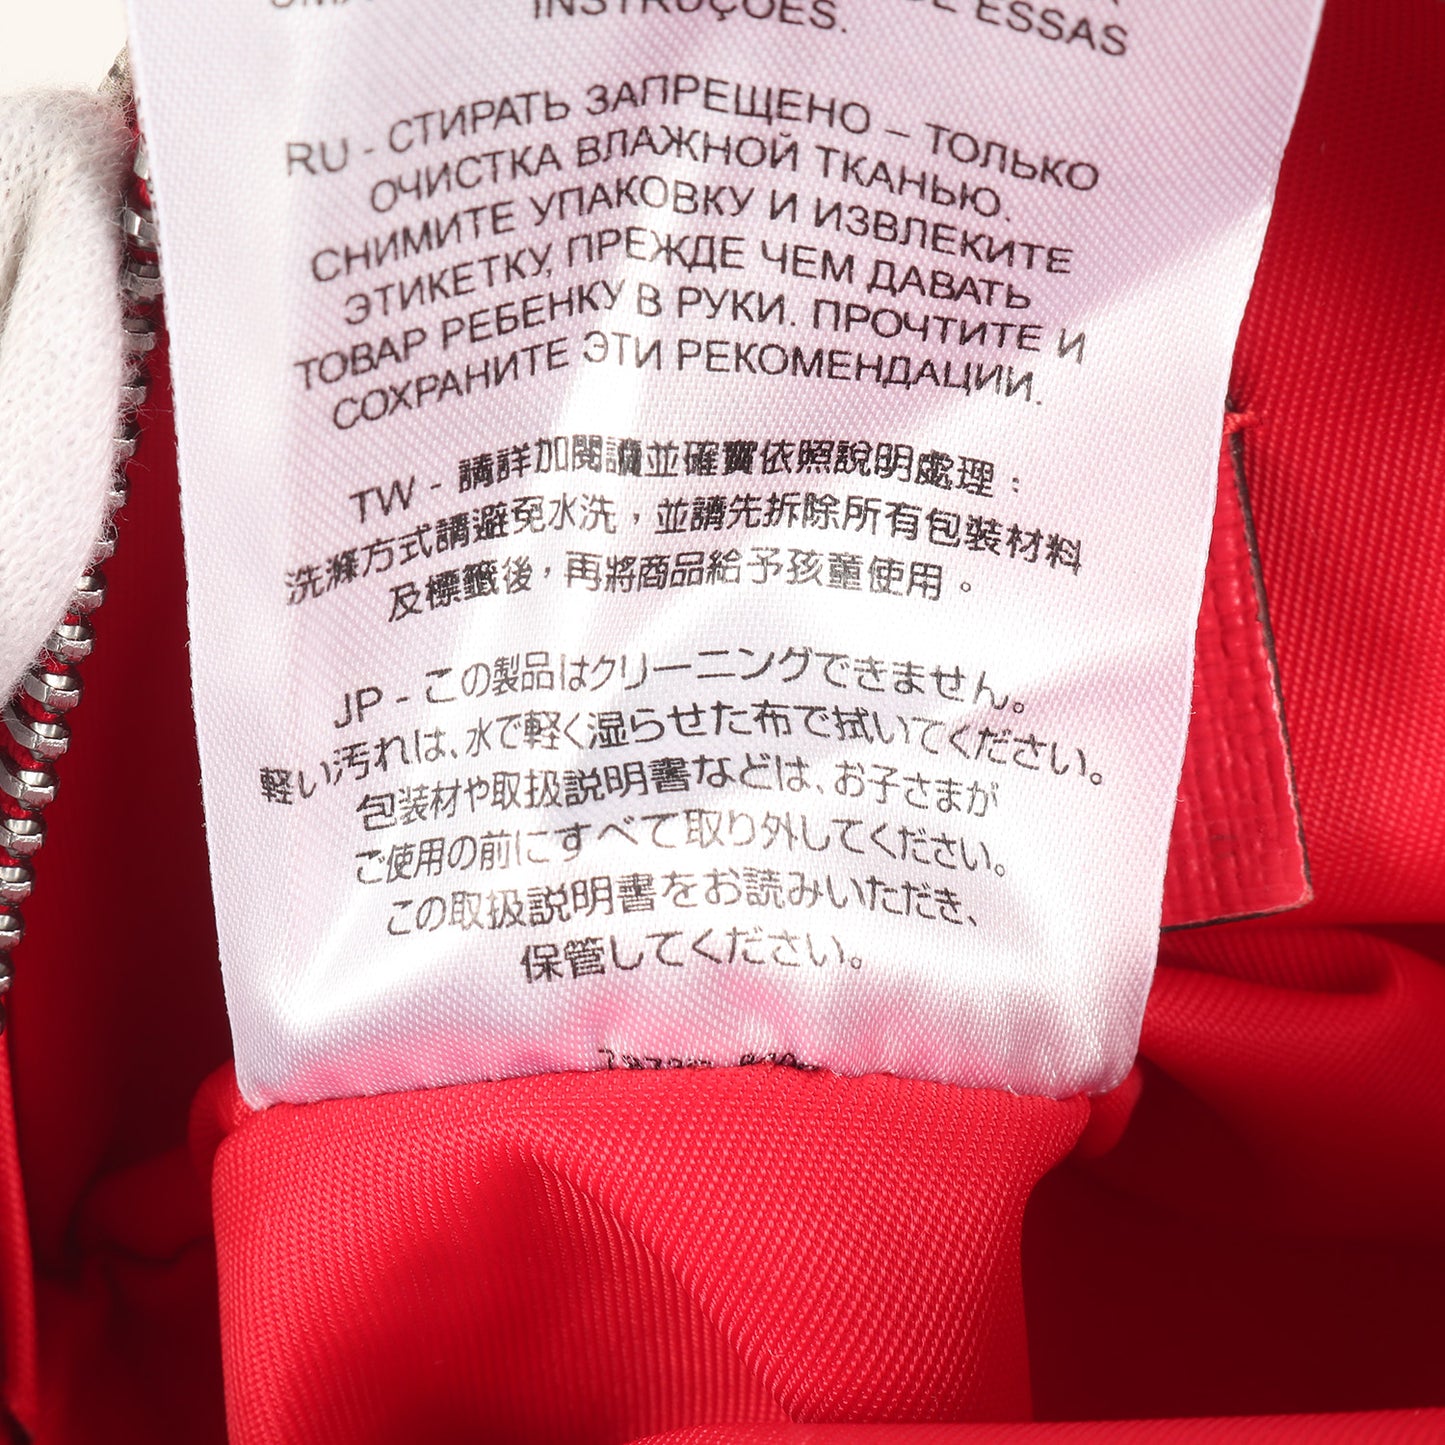 DE ESSAS
INSTRUÇÕES.
RU - СТИРАТЬ ЗАПРЕЩЕНО – ТОЛЬКО
ОЧИСТКА ВЛАЖНОЙ ТКАНЬЮ.
СНИМИТЕ УПАКОВКУ И ИЗВЛЕКИТЕ
ЭТИКЕТКУ, ПРЕЖДЕ ЧЕМ ДАВАТЬ
ТОВАР РЕБЕНКУ В РУКИ. ПРОЧТИТЕ И
СОХРАНИТЕ ЭТИ РЕКОМЕНДАЦИИ.
TW - 請詳加閱讀並確實依照說明處理：
洗滌方式請避免水洗，並請先拆除所有包裝材料
及標籤後，再將商品給予孩童使用。
JP - この製品はクリーニングできません。
軽い汚れは、水で軽く湿らせた布で拭いてください。
包装材や取扱説明書などは、お子さまが
ご使用の前にすべて取り外してください。
この取扱説明書をお読みいただき、
保管してください。